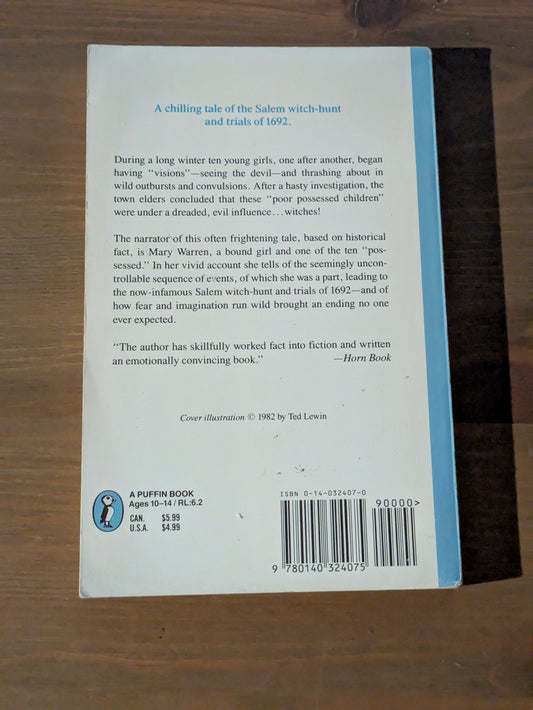 A chilling tale of the Salem witch-hunt
and trials of 1692.
During a long winter ten young girls, one after another, began
having “visions”—seeing the devil—and thrashing about in
wild outbursts and convulsions. After a hasty investigation, the
town elders concluded that these “poor possessed children”
were under a dreaded, evil influence...witches!
The narrator of this often frightening tale, based on historical
fact, is Mary Warren, a bound girl and one of the ten “pos-
sessed.” In her vivid account she tells of the seemingly uncon-
trollable sequence of events, of which she was a part, leading to
the now-infamous Salem witch-hunt and trials of 1692—and of
how fear and imagination run wild brought an ending no one
ever expected.
“The author has skillfully worked fact into fiction and written
an emotionally convincing book.” —Horn Book
Cover illustration © 1982 by Ted Lewin
A PUFFIN BOOK
Ages 10–14 / RL:6.2
CAN. $5.99
U.S.A. $4.99
ISBN 0-14-032407-0
90000>
9 780140 324075